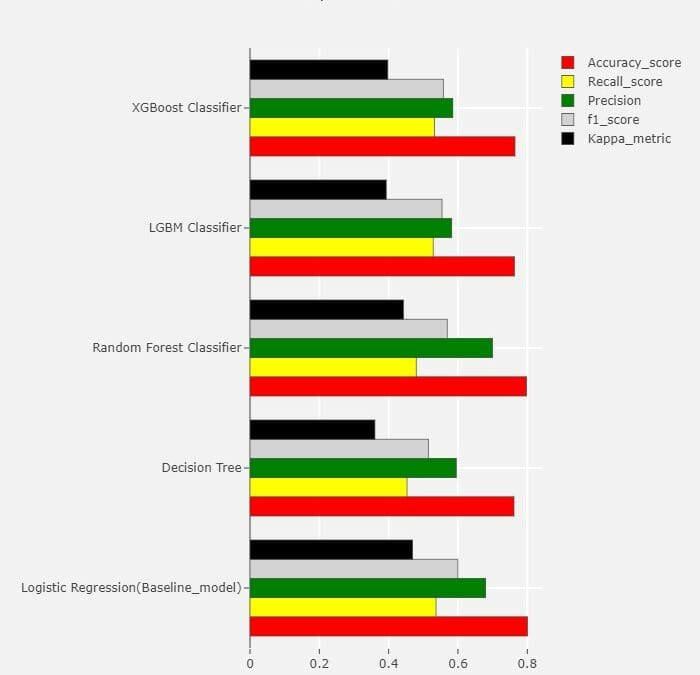 Accuracy_score
Recall_score
Precision
f1_score
Kappa_metric
XGBoost Classifier
LGBM Classifier
Random Forest Classifier
Decision Tree
Logistic Regression(Baseline_model)
0 0.2 0.4 0.6 0.8